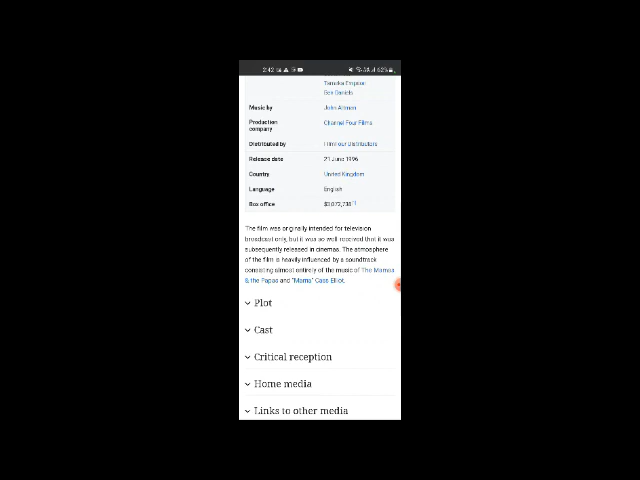 2:42
62%
Tameka Empson
Ben Daniels
Music by John Altman
Production Channel Four Films
company
Distributed by FilmFour Distributors
Release date 21 June 1996
Country United Kingdom
Language English
Box office
The film was originally intended for television
broadcast only, but it was so well received that it was
subsequently released in cinemas. The atmosphere
of the film is heavily influenced by a soundtrack
consisting almost entirely of the music of The Mamas
& the Papas and "Mama" Cass Elliot.
Plot
Cast
Critical reception
Home media
Links to other media